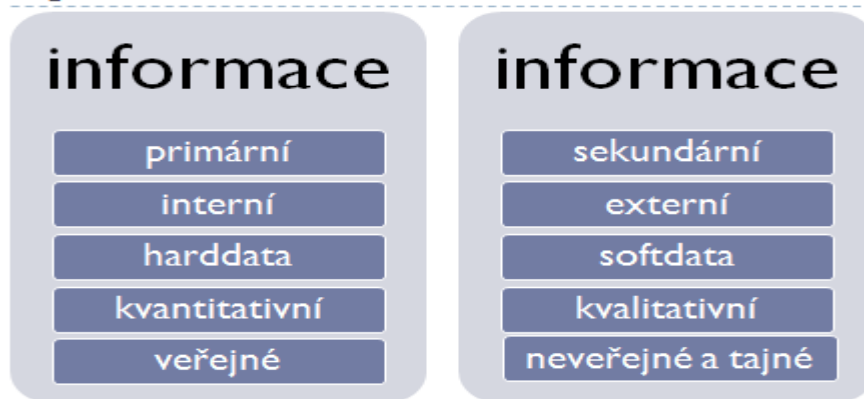 informace
primární
interní
harddata
kvantitativní
veřejné
informace
sekundární
externí
softdata
kvalitativní
neveřejné a tajné